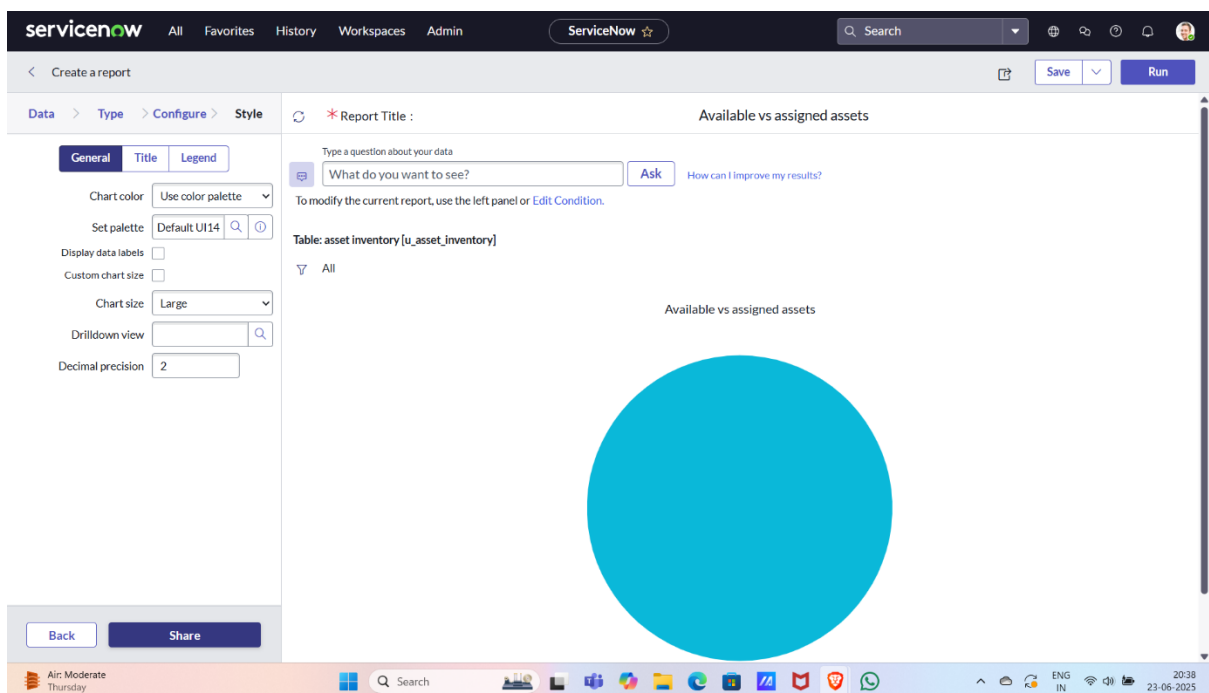 servicenow All Favorites History Workspaces Admin ServiceNow Search
Create a report Save Run
Data Type Configure Style
Report Title : Available vs assigned assets
General Title Legend
Type a question about your data
What do you want to see? Ask How can I improve my results?
Chart color Use color palette
To modify the current report, use the left panel or Edit Condition.
Set palette Default UI14
Table: asset inventory [u_asset_inventory]
Display data labels
All
Custom chart size
Chart size Large
Available vs assigned assets
Drilldown view
Decimal precision 2
Back Share
Air: Moderate
Thursday
Search
ENG
IN
20:38
23-06-2025